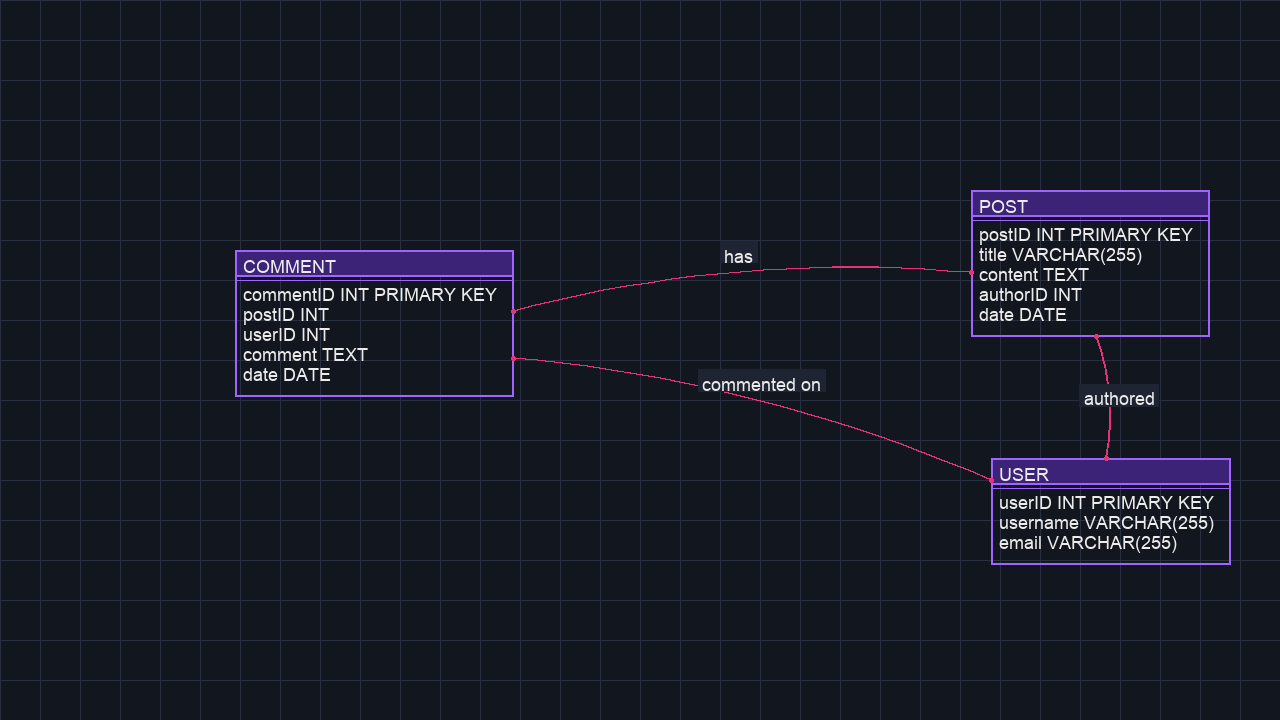 COMMENT
commentID INT PRIMARY KEY
postID INT
userID INT
comment TEXT
date DATE
has
commented on
POST
postID INT PRIMARY KEY
title VARCHAR(255)
content TEXT
authorID INT
date DATE
authored
USER
userID INT PRIMARY KEY
username VARCHAR(255)
email VARCHAR(255)